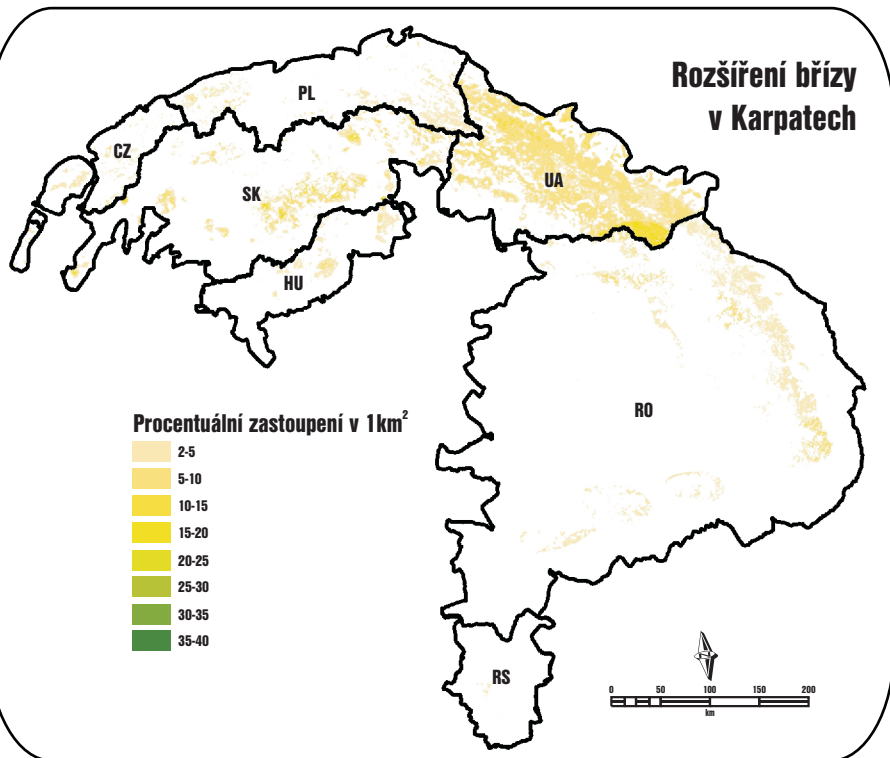 Rozšíření břízy
v Karpatech
PL
CZ
SK
UA
HU
RO
RS
Procentuální zastoupení v 1km²
2-5
5-10
10-15
15-20
20-25
25-30
30-35
35-40
0 50 100 150 200
km